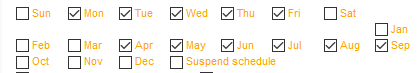 Sun Mon Tue Wed Thu Fri Sat
Jan
Feb Mar Apr May Jun Jul Aug Sep
Oct Nov Dec Suspend schedule